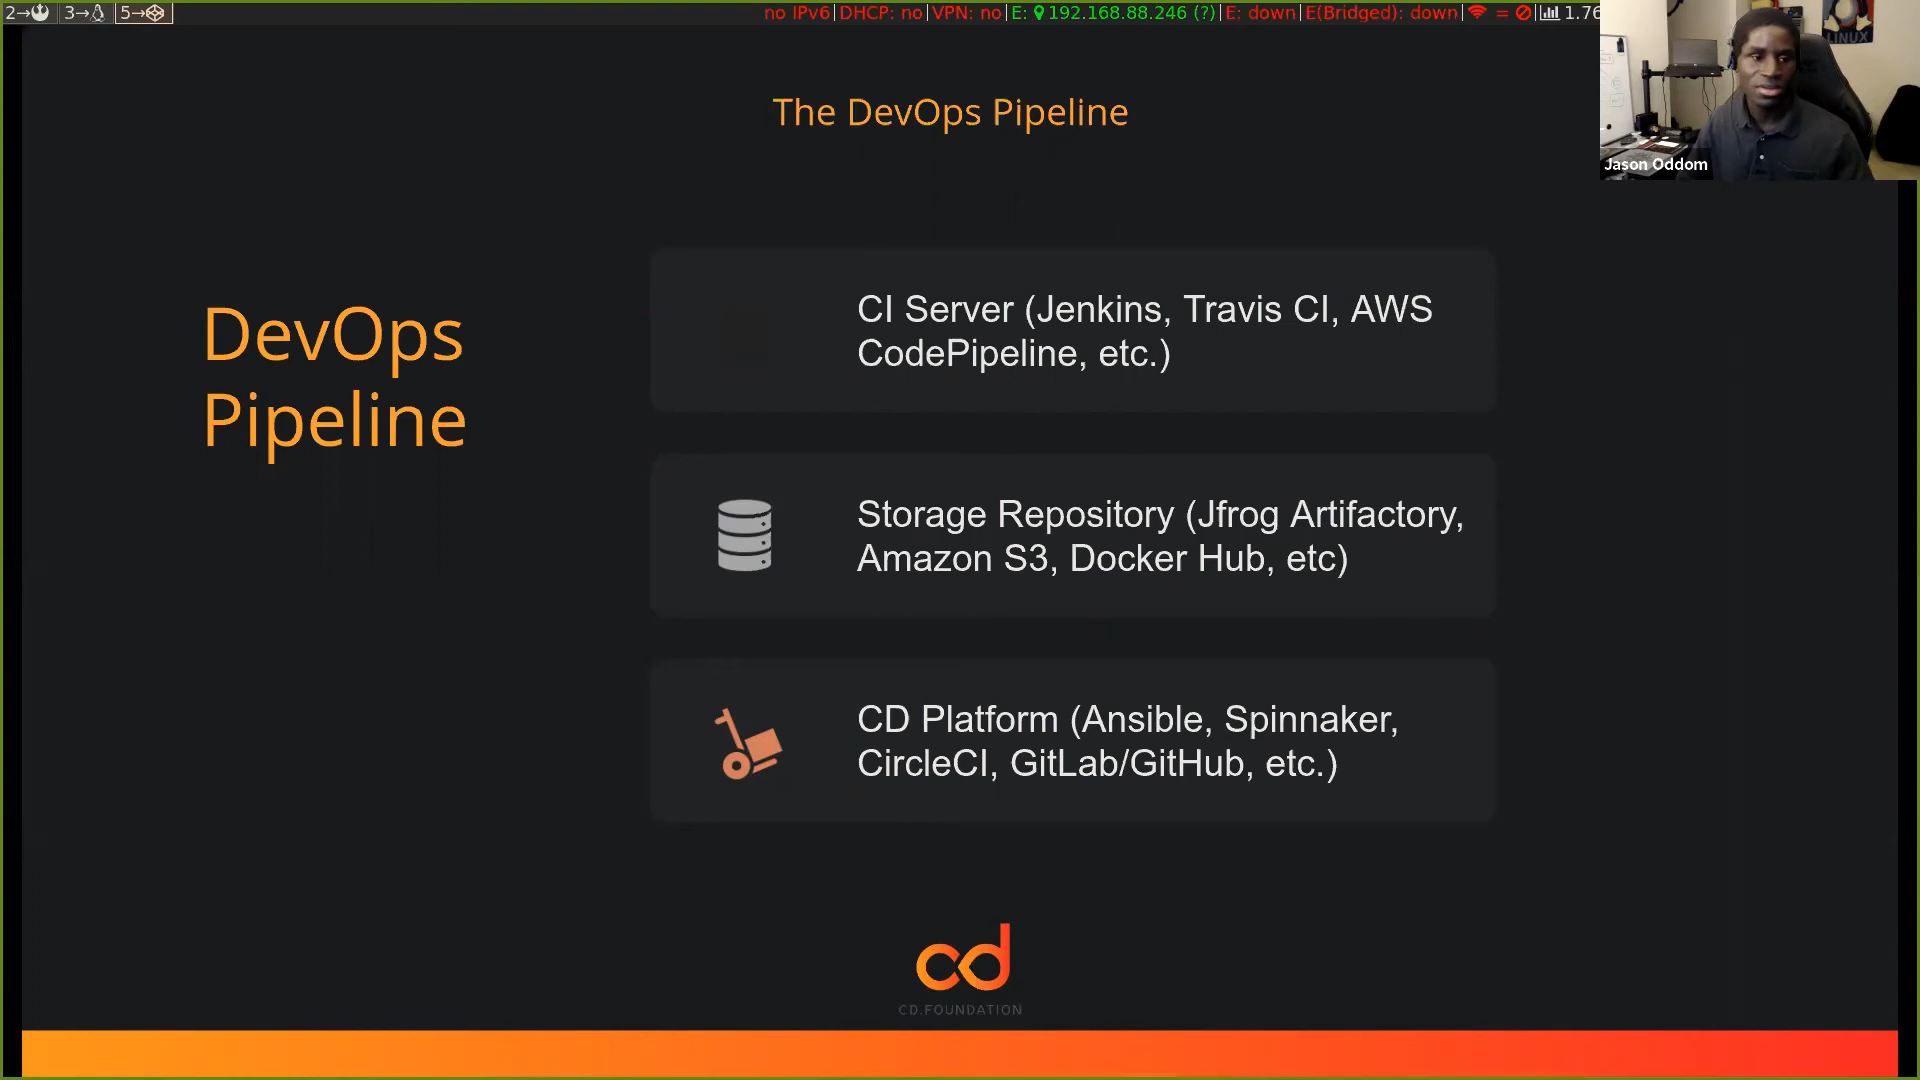 2→ 3→ 5→
no IPv6|DHCP: no|VPN: no|E: 192.168.88.246 (?)|E: down|E(Bridged): down| = | 1.76
LINUX
The DevOps Pipeline
Jason Oddom
DevOps
Pipeline
CI Server (Jenkins, Travis CI, AWS
CodePipeline, etc.)
Storage Repository (Jfrog Artifactory,
Amazon S3, Docker Hub, etc)
CD Platform (Ansible, Spinnaker,
CircleCI, GitLab/GitHub, etc.)
cd
CD.FOUNDATION